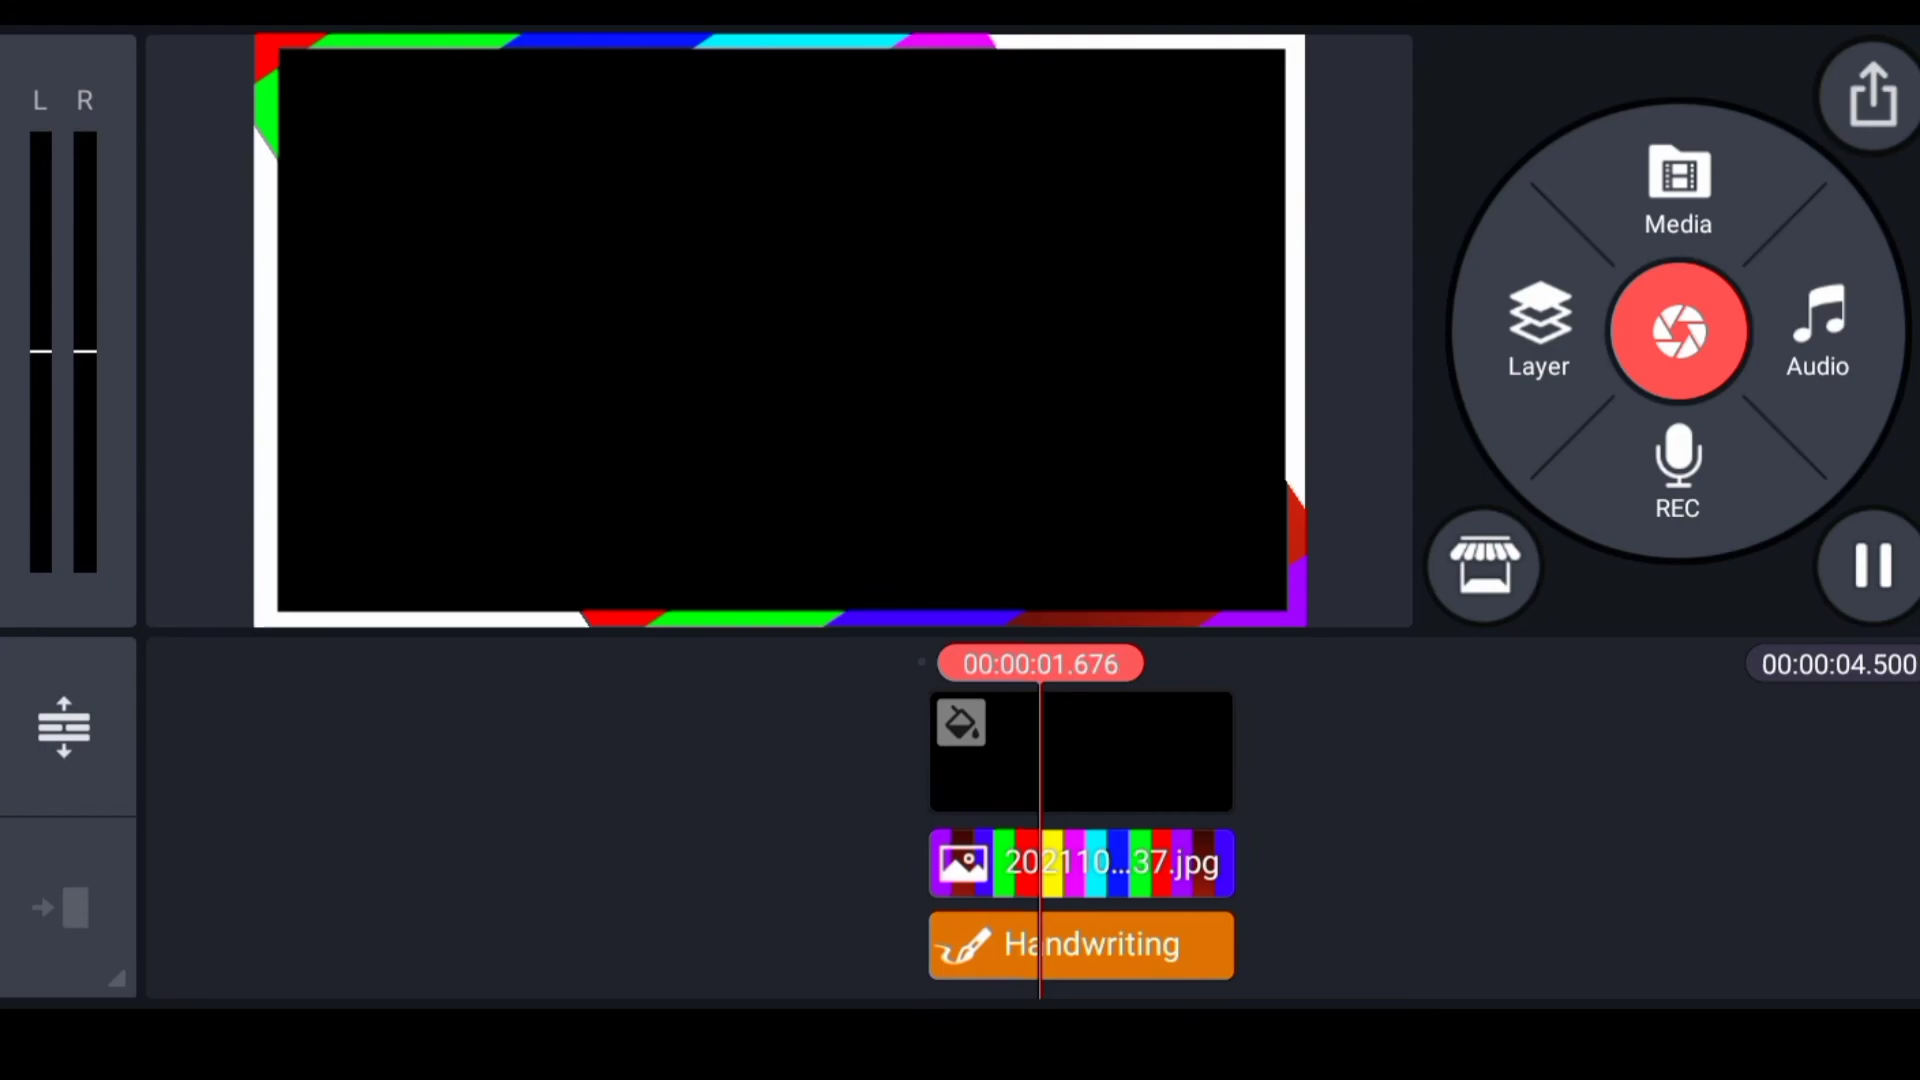 L R
Media
Layer
Audio
REC
00:00:01.676
00:00:04.500
202110...37.jpg
Handwriting